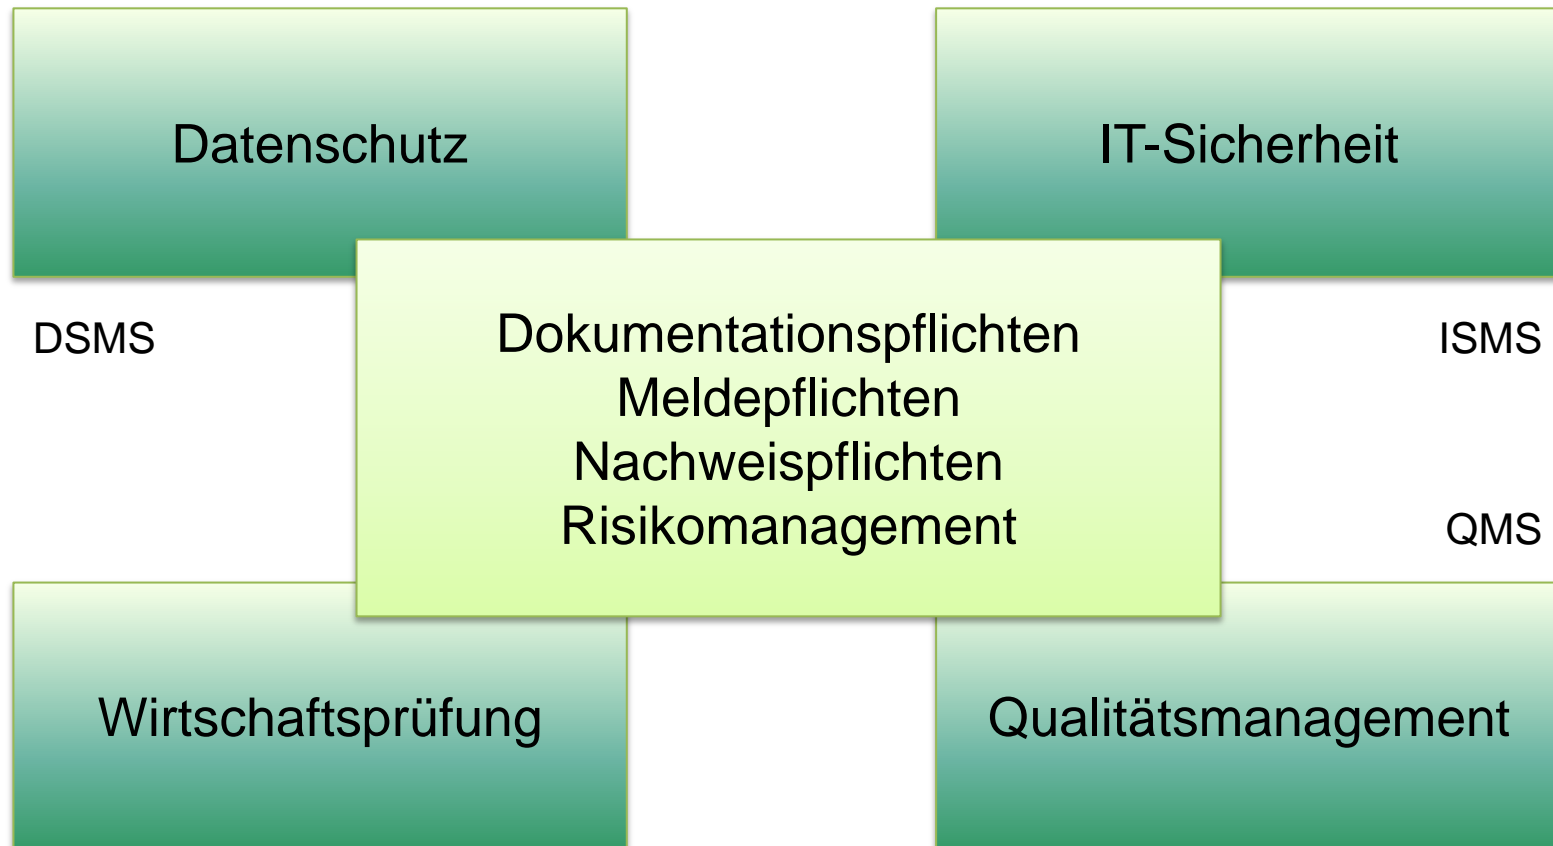 Datenschutz
IT-Sicherheit
DSMS
ISMS
Dokumentationspflichten
Meldepflichten
Nachweispflichten
Risikomanagement
QMS
Wirtschaftsprüfung
Qualitätsmanagement